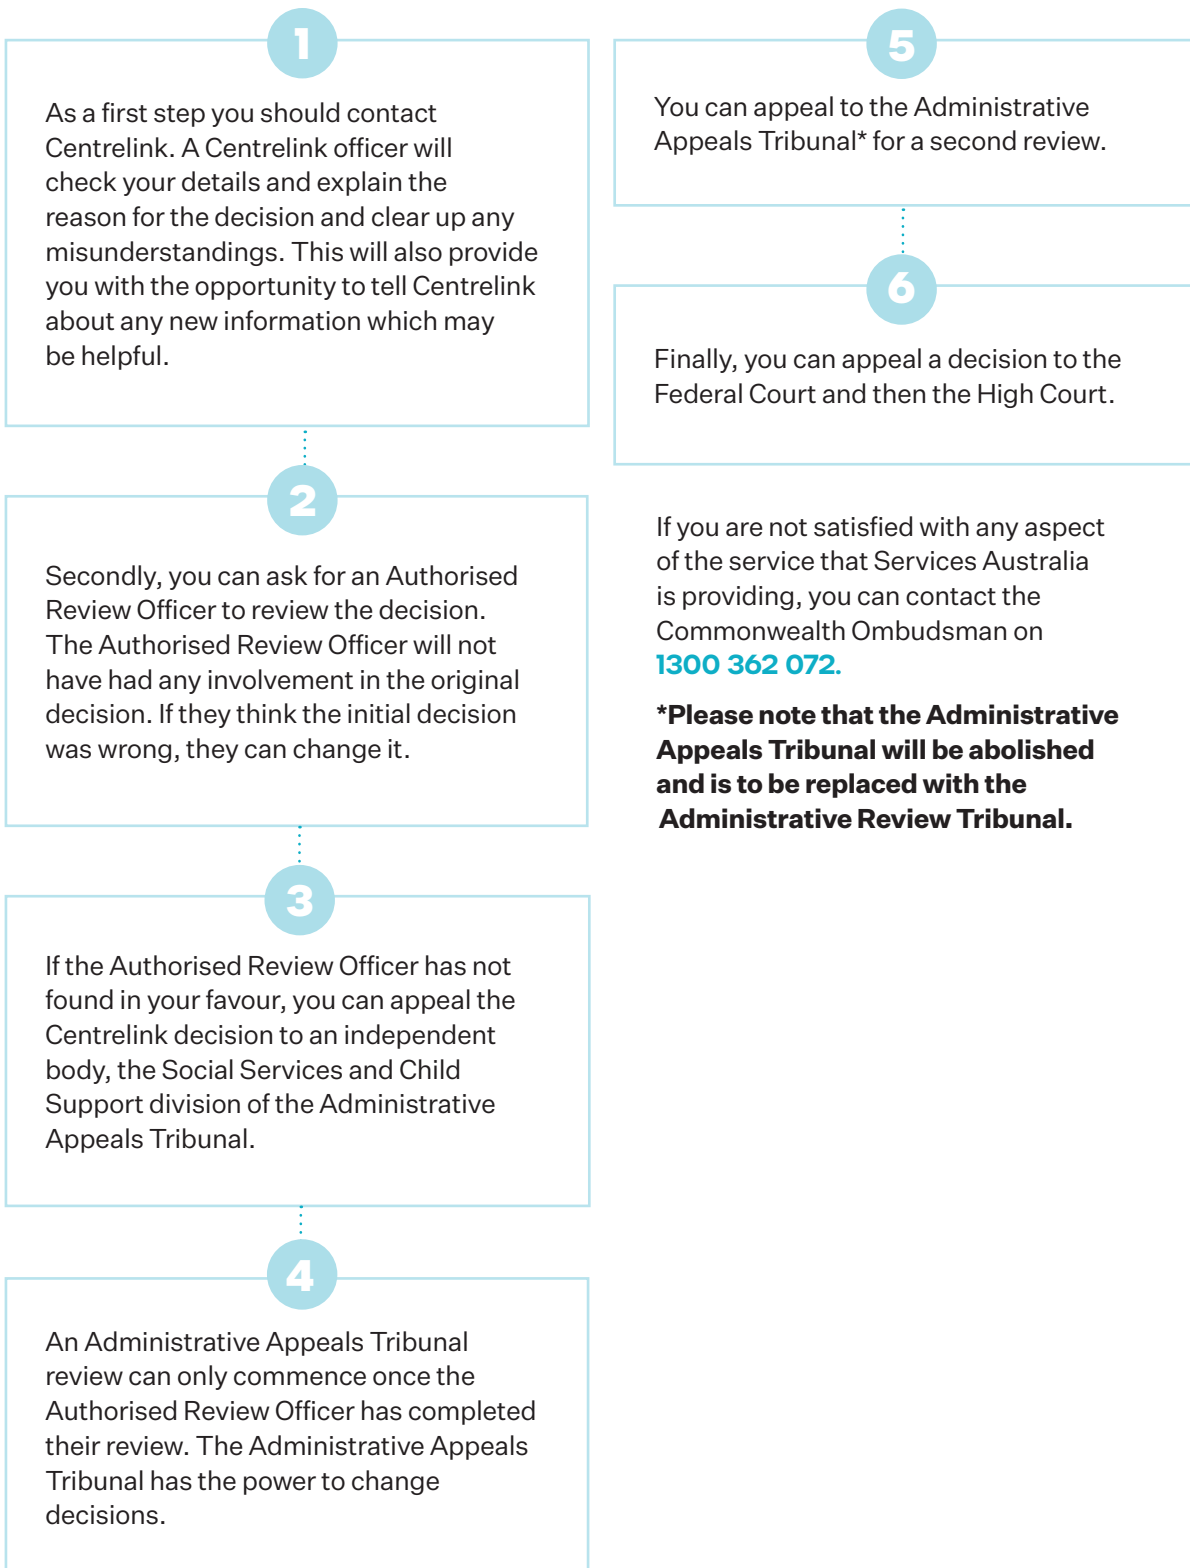 1
As a first step you should contact
Centrelink. A Centrelink officer will
check your details and explain the
reason for the decision and clear up any
misunderstandings. This will also provide
you with the opportunity to tell Centrelink
about any new information which may
be helpful.
2
Secondly, you can ask for an Authorised
Review Officer to review the decision.
The Authorised Review Officer will not
have had any involvement in the original
decision. If they think the initial decision
was wrong, they can change it.
3
If the Authorised Review Officer has not
found in your favour, you can appeal the
Centrelink decision to an independent
body, the Social Services and Child
Support division of the Administrative
Appeals Tribunal.
4
An Administrative Appeals Tribunal
review can only commence once the
Authorised Review Officer has completed
their review. The Administrative Appeals
Tribunal has the power to change
decisions.
5
You can appeal to the Administrative
Appeals Tribunal* for a second review.
6
Finally, you can appeal a decision to the
Federal Court and then the High Court.
If you are not satisfied with any aspect
of the service that Services Australia
is providing, you can contact the
Commonwealth Ombudsman on
1300 362 072.
*Please note that the Administrative
Appeals Tribunal will be abolished
and is to be replaced with the
Administrative Review Tribunal.